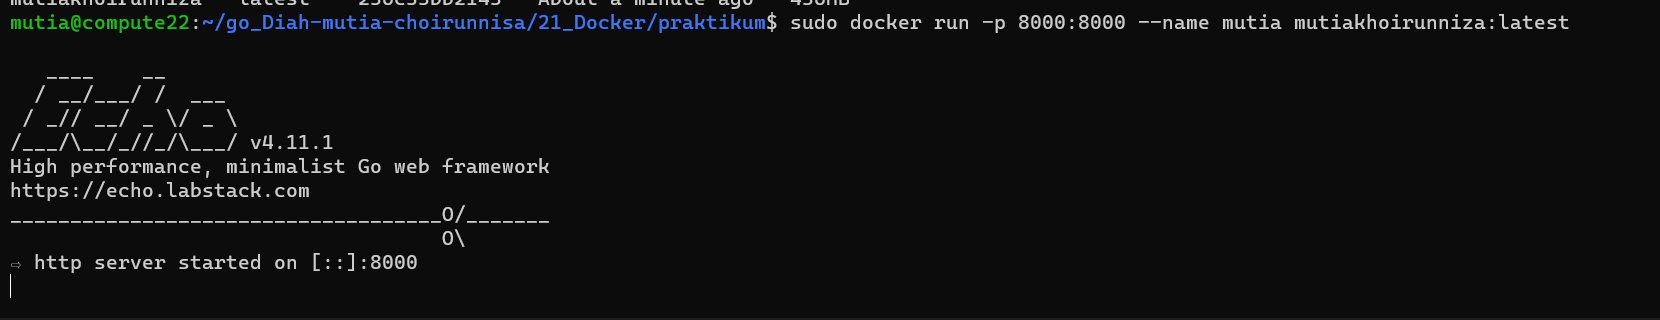 mutia@compute22:~/go_Diah-mutia-choirunnisa/21_Docker/praktikum$ sudo docker run -p 8000:8000 --name mutia mutiakhoirunniza:latest
   ____    __
  / __/___/ /  ___
 / _// __/ _ \/ _ \
/___/\__/_//_/\___/ v4.11.1
High performance, minimalist Go web framework
https://echo.labstack.com
____________________________________O/_______
                                    O\
⇨ http server started on [::]:8000